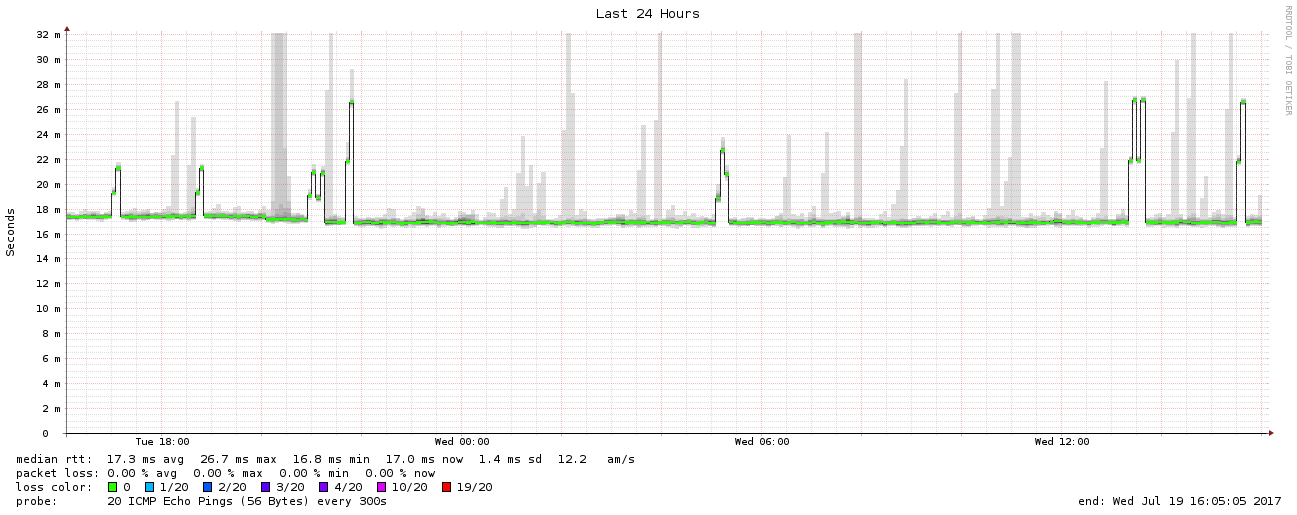 Last 24 Hours
RRDTOOL / TOBI OETIKER
Seconds
32 m
30 m
28 m
26 m
24 m
22 m
20 m
18 m
16 m
14 m
12 m
10 m
8 m
6 m
4 m
2 m
0
Tue 18:00 Wed 00:00 Wed 06:00 Wed 12:00
median rtt: 17.3 ms avg 26.7 ms max 16.8 ms min 17.0 ms now 1.4 ms sd 12.2 am/s
packet loss: 0.00 % avg 0.00 % max 0.00 % min 0.00 % now
loss color: 0 1/20 2/20 3/20 4/20 10/20 19/20
probe: 20 ICMP Echo Pings (56 Bytes) every 300s end: Wed Jul 19 16:05:05 2017